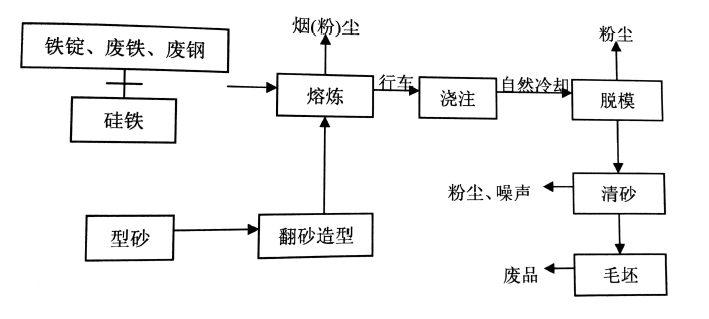 烟(粉)尘
粉尘
铁锭、废铁、废钢
熔炼
行车
浇注
自然冷却
脱模
硅铁
粉尘、噪声
清砂
型砂
翻砂造型
废品
毛坯